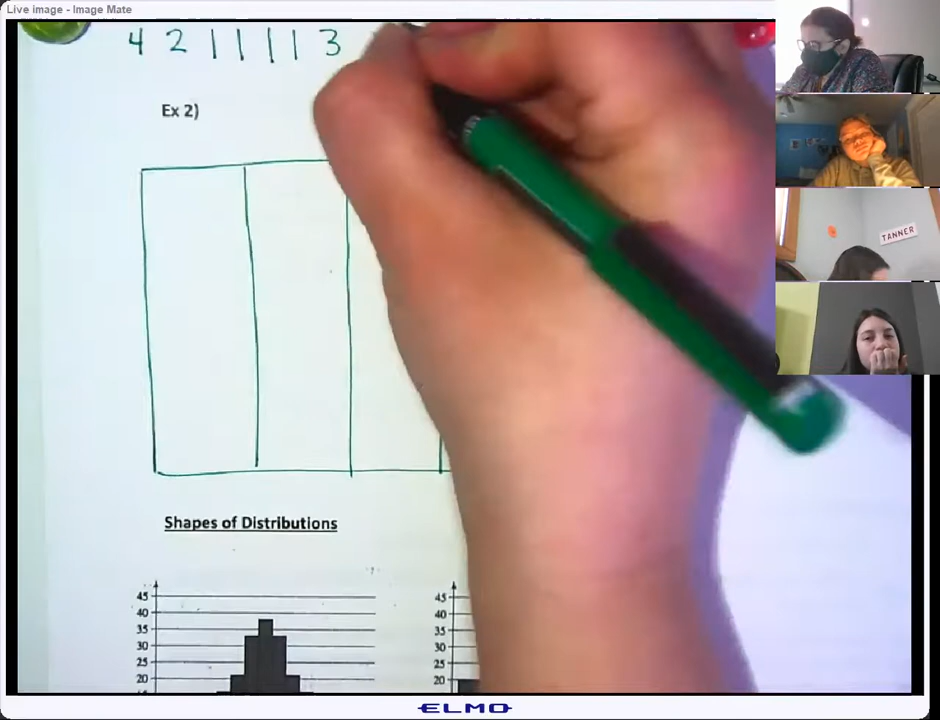 Live image - Image Mate
4 2 1 1 1 1 1 3
Ex 2)
TANNER
Shapes of Distributions
45
40
35
30
25
20
45
40
35
30
25
20
ELMO